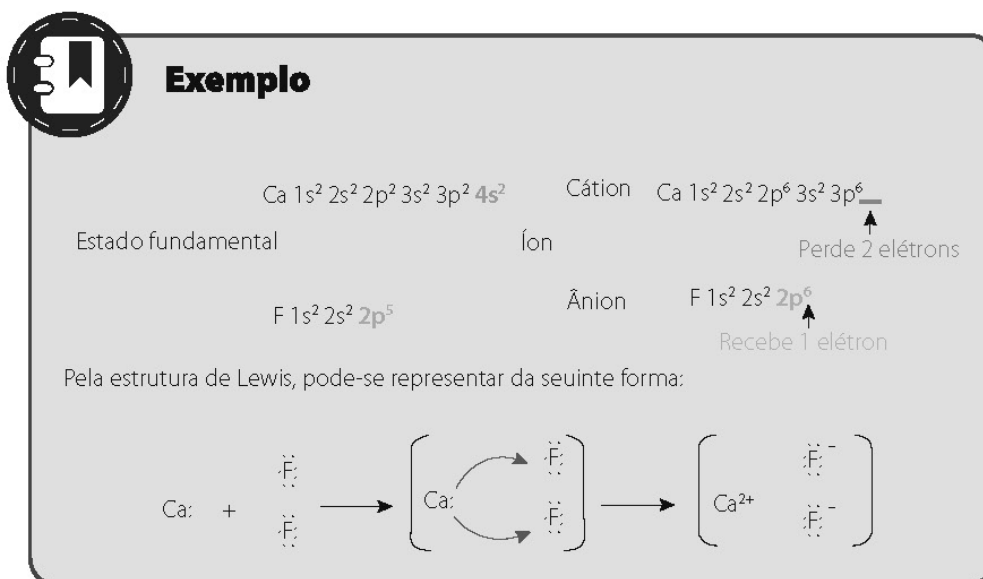 Exemplo
Ca 1s² 2s² 2p² 3s² 3p² 4s² Cátion Ca 1s² 2s² 2p⁶ 3s² 3p⁶
Estado fundamental Íon Perde 2 elétrons
F 1s² 2s² 2p⁵ Ânion F 1s² 2s² 2p⁶
Recebe 1 elétron
Pela estrutura de Lewis, pode-se representar da seuinte forma:
F F F⁻
Ca: + Ca: Ca²⁺
F F F⁻